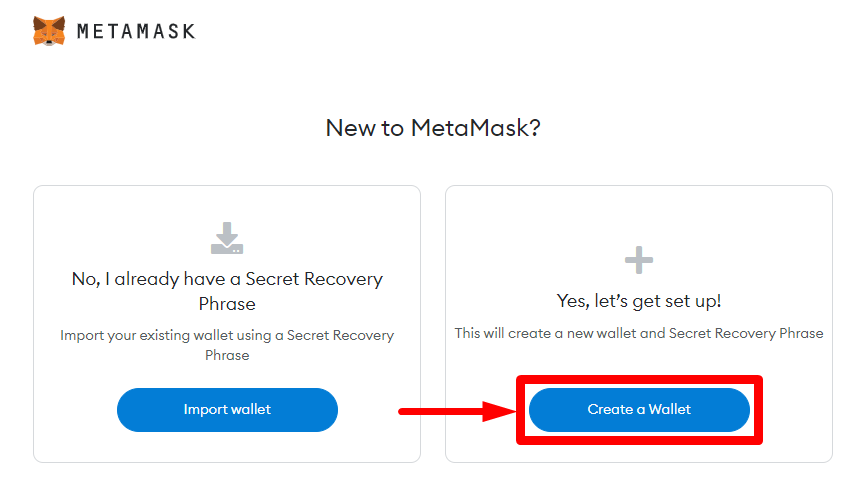 METAMASK
New to MetaMask?
No, I already have a Secret Recovery
Phrase
Import your existing wallet using a Secret Recovery
Phrase
Import wallet
Yes, let’s get set up!
This will create a new wallet and Secret Recovery Phrase
Create a Wallet